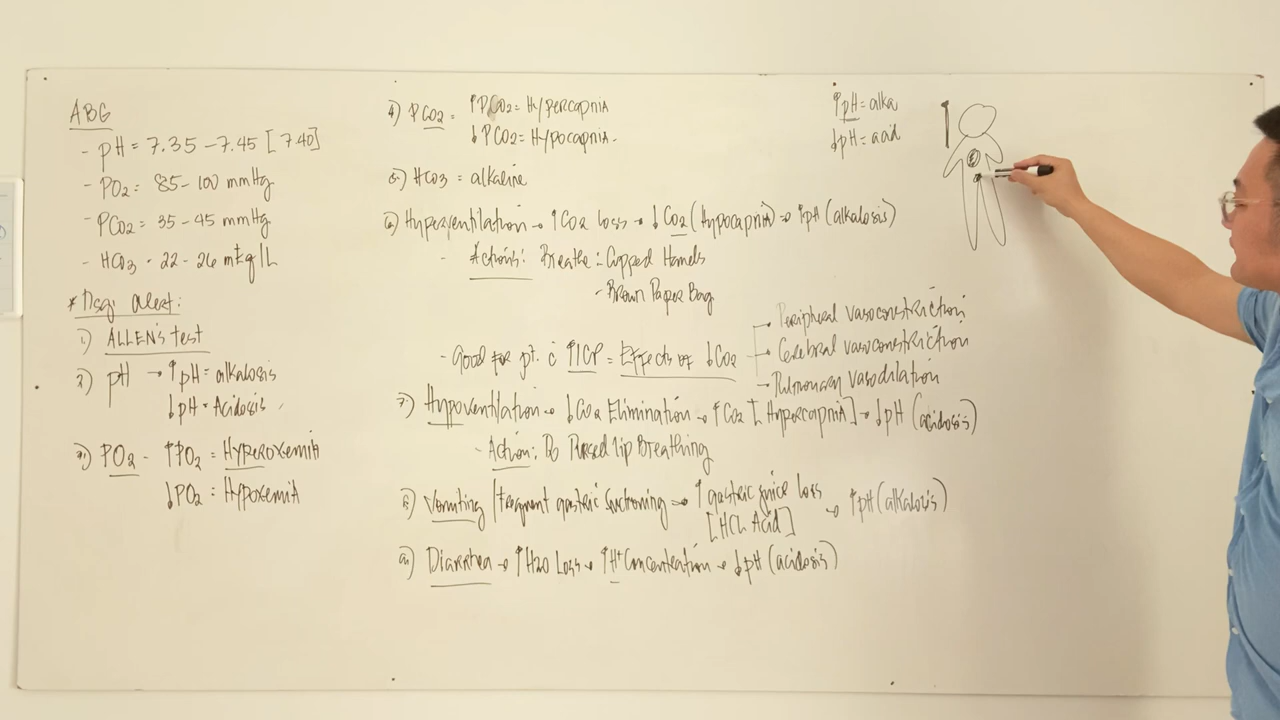 ABG
- pH = 7.35 - 7.45 [7.40]
- PO2 = 85-100 mmHg
- PCO2 = 35-45 mmHg
- HCO3 = 22-26 mEq/L
* Dsg: Alert:
1) ALLEN'S test
2) pH → ↑pH = alkalosis
↓pH = Acidosis
3) PO2 - ↑PO2 = Hyperoxemia
↓PO2 = Hypoxemia
4) PCO2 = ↑PCO2 = Hypercapnia
↓PCO2 = Hypocapnia
5) HCO3 = alkaline
6) Hyperventilation → ↑CO2 Loss → ↓CO2 (Hypocapnia) → ↑pH (alkalosis)
- Actions: Breathe : Cupped Hands
- Brown Paper Bag
- Good for pt. c ↑ICP = Effects of ↓CO2
→ Peripheral vasoconstriction
→ Cerebral vasoconstriction
→ Pulmonary vasodilation
7) Hypoventilation → ↓CO2 Elimination → ↑CO2 [Hypercapnia] → ↓pH (acidosis)
- Action: Do Pursed lip Breathing
8) Vomiting / frequent gastric suctioning → ↑gastric juice loss
[HCL Acid] → ↑pH (alkalosis)
9) Diarrhea → ↑H2O Loss → ↑H+ Concentration → ↓pH (acidosis)
↑pH = alka
↓pH = acid